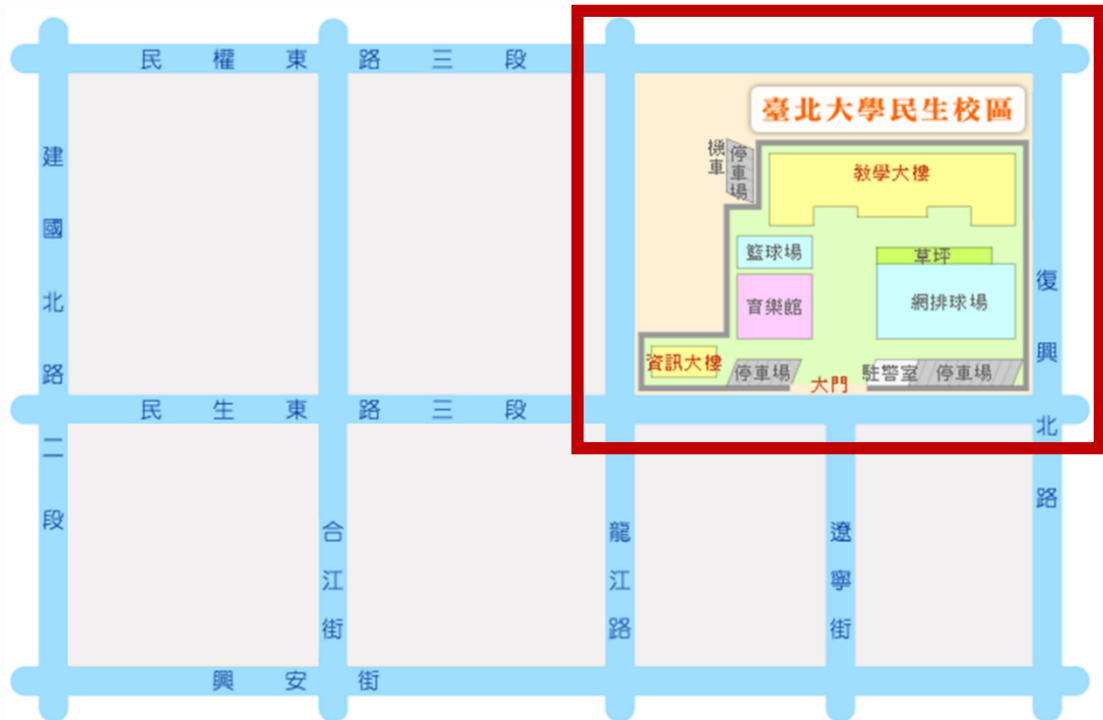 民權東路三段
臺北大學民生校區
機車
停車場
教學大樓
籃球場
草坪
育樂館
網排球場
資訊大樓
停車場
大門
駐警室
停車場
建國北路二段
復興北路
民生東路三段
合江街
龍江路
遼寧街
興安街